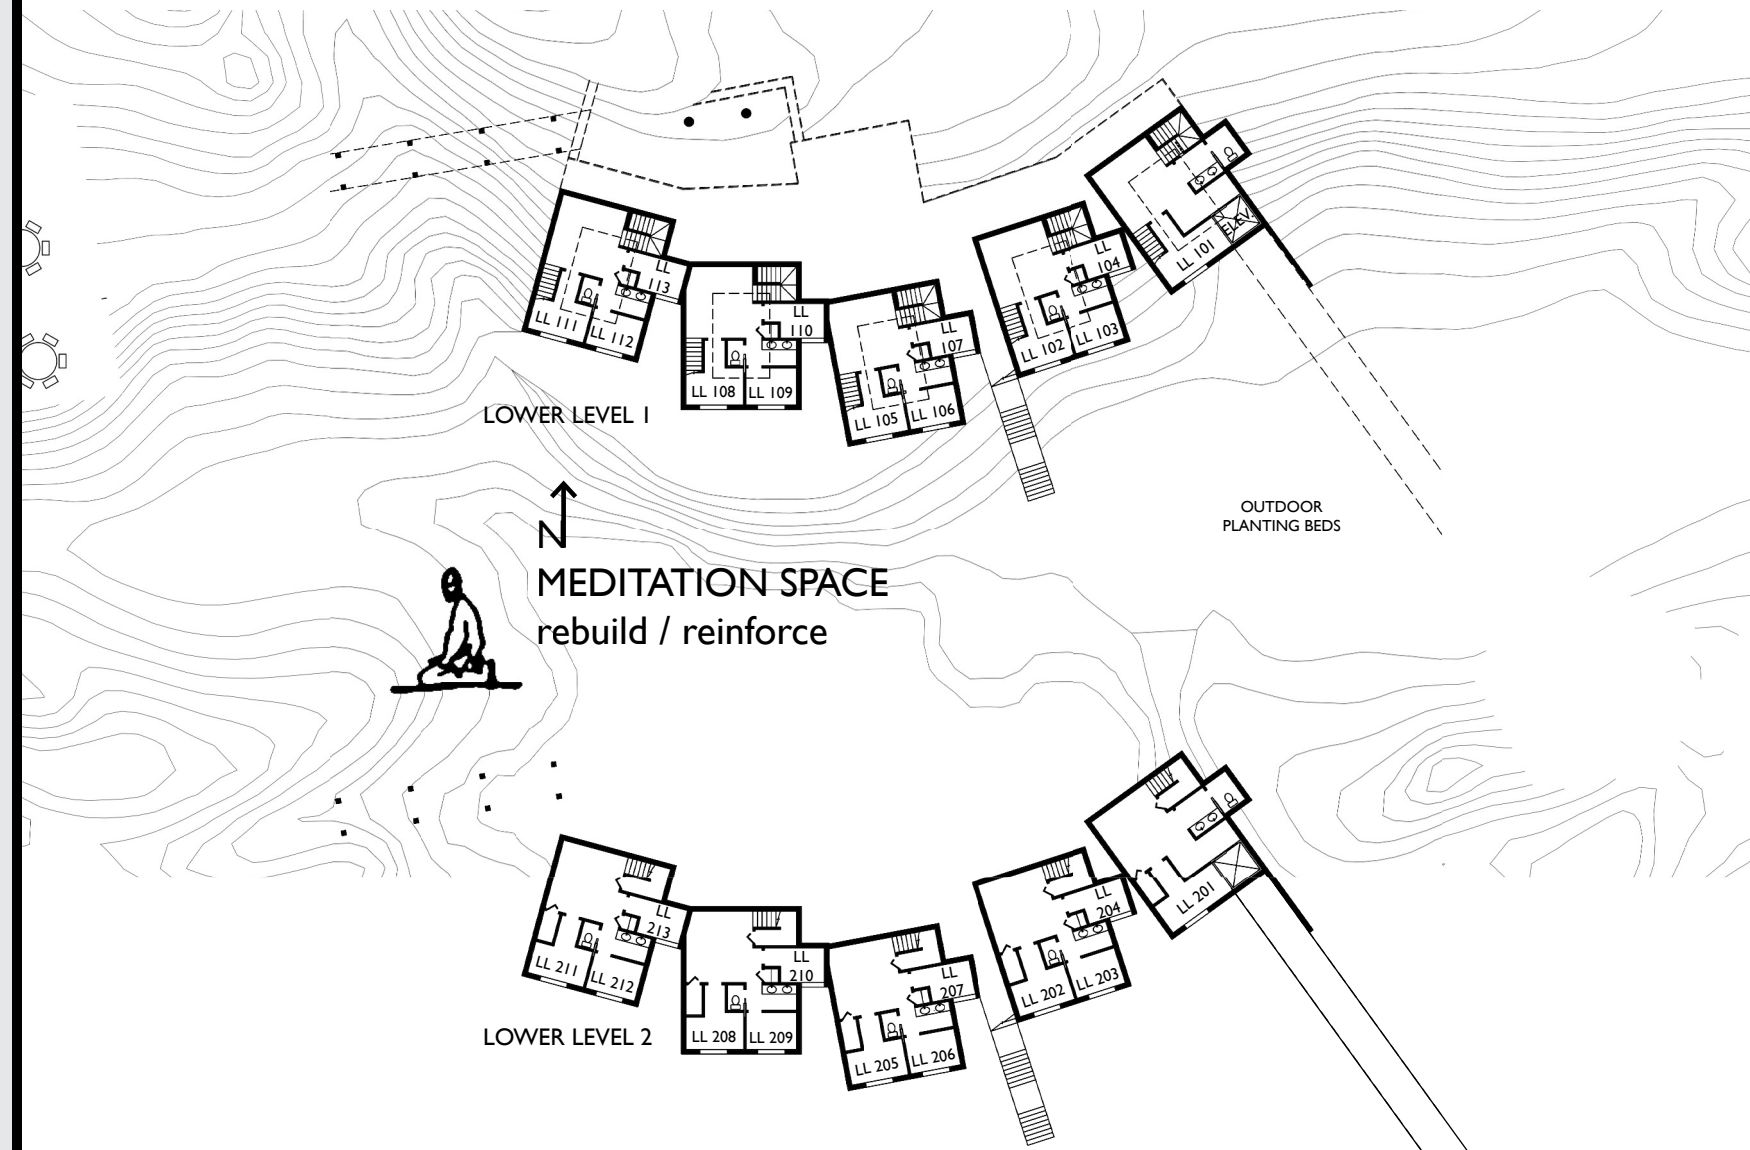 ELEV.
LL 101
LL
104
LL 102
LL 103
LL
113
LL 111
LL 112
LL
110
LL 108
LL 109
LL
107
LL 105
LL 106
LOWER LEVEL 1
N
OUTDOOR
PLANTING BEDS
MEDITATION SPACE
rebuild / reinforce
LL 201
LL
204
LL 202
LL 203
LL
213
LL 211
LL 212
LL
210
LL 208
LL 209
LL
207
LL 205
LL 206
LOWER LEVEL 2